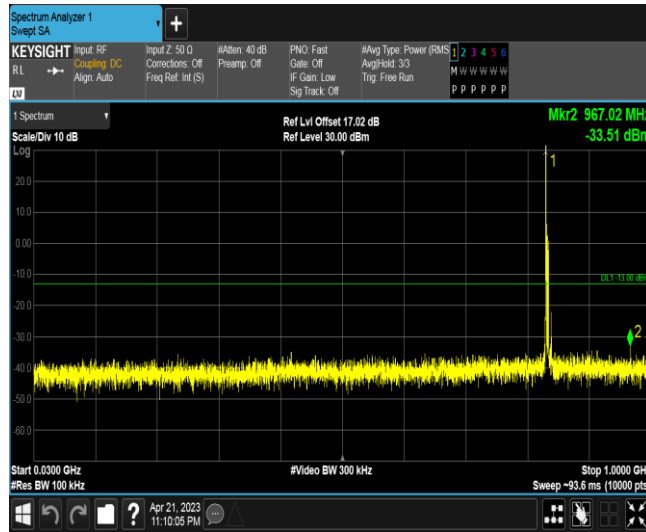 Spectrum Analyzer 1
Swept SA
KEYSIGHT
RL
LXI
Input: RF
Coupling: DC
Align: Auto
Input Z: 50 Ω
Corrections: Off
Freq Ref: Int (S)
#Atten: 40 dB
Preamp: Off
PNO: Fast
Gate: Off
IF Gain: Low
Sig Track: Off
#Avg Type: Power (RMS
Avg|Hold: 3/3
Trig: Free Run
1 2 3 4 5 6
M W W W W W
P P P P P P
1 Spectrum
Scale/Div 10 dB
Ref Lvl Offset 17.02 dB
Ref Level 30.00 dBm
Mkr2 967.02 MHz
-33.51 dBm
Log
20.0
10.0
0.00
-10.0
-20.0
-30.0
-40.0
-50.0
-60.0
1
DL1 -13.00 dBm
2
Start 0.0300 GHz
#Res BW 100 kHz
#Video BW 300 kHz
Stop 1.0000 GHz
Sweep ~93.6 ms (10000 pts)
?
Apr 21, 2023
11:10:05 PM